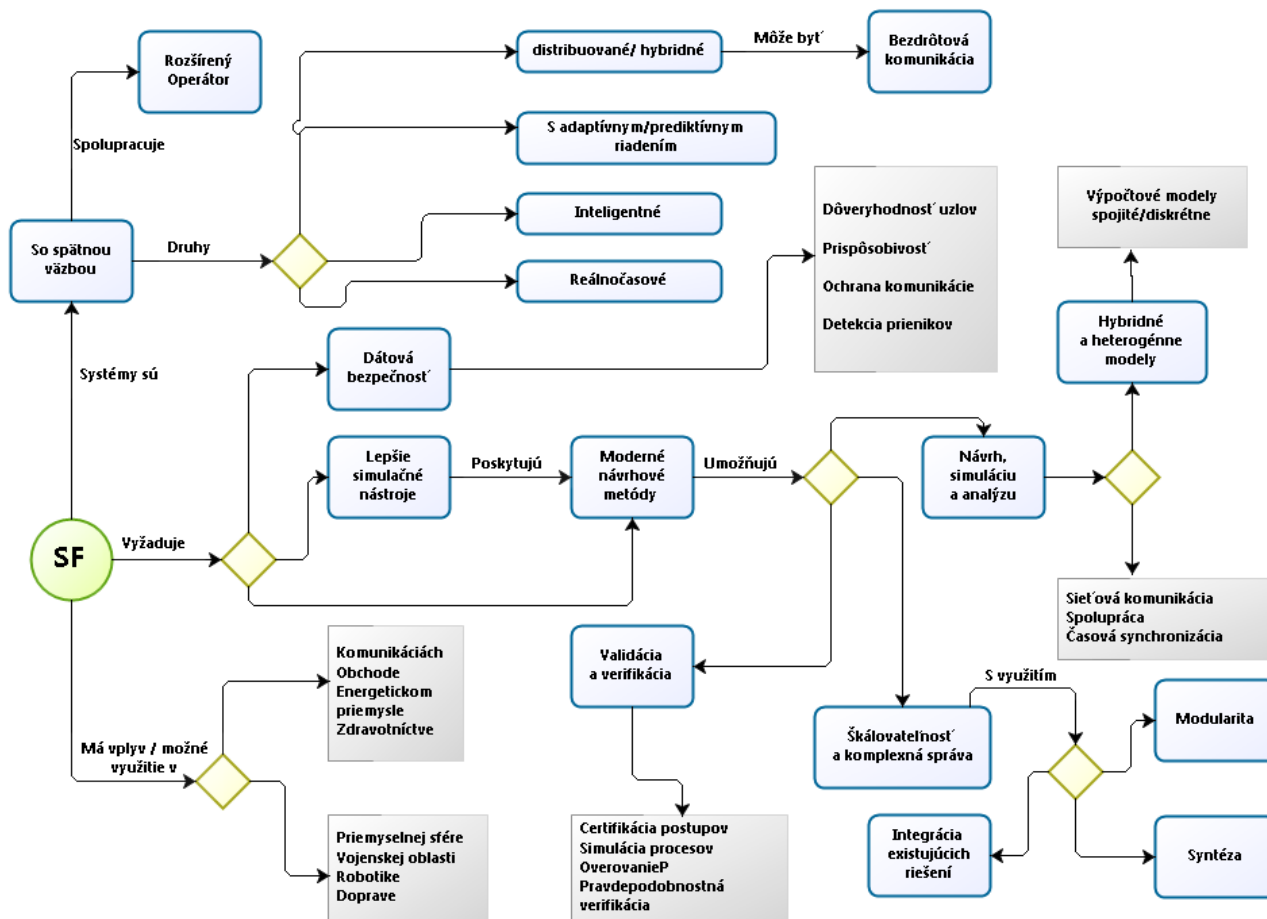 Rozšírený
Operátor
distribuované/ hybridné
Môže byť
Bezdrôtová
komunikácia
Spolupracuje
S adaptívnym/prediktívnym
riadením
So spätnou
väzbou
Druhy
Inteligentné
Reálnočasové
Dôveryhodnosť uzlov
Prispôsobivosť
Ochrana komunikácie
Detekcia prienikov
Výpočtové modely
spojité/diskrétne
Systémy sú
Dátová
bezpečnosť
Hybridné
a heterogénne
modely
Lepšie
simulačné
nástroje
Poskytujú
Moderné
návrhové
metódy
Umožňujú
Návrh,
simuláciu
a analýzu
SF
Vyžaduje
Sieťová komunikácia
Spolupráca
Časová synchronizácia
Komunikáciách
Obchode
Energetickom
priemysle
Zdravotníctve
Validácia
a verifikácia
S využitím
Škálovateľnosť
a komplexná správa
Modularita
Má vplyv / možné
využitie v
Priemyselnej sfére
Vojenskej oblasti
Robotike
Doprave
Certifikácia postupov
Simulácia procesov
OverovanieP
Pravdepodobnostná
verifikácia
Integrácia
existujúcich
riešení
Syntéza